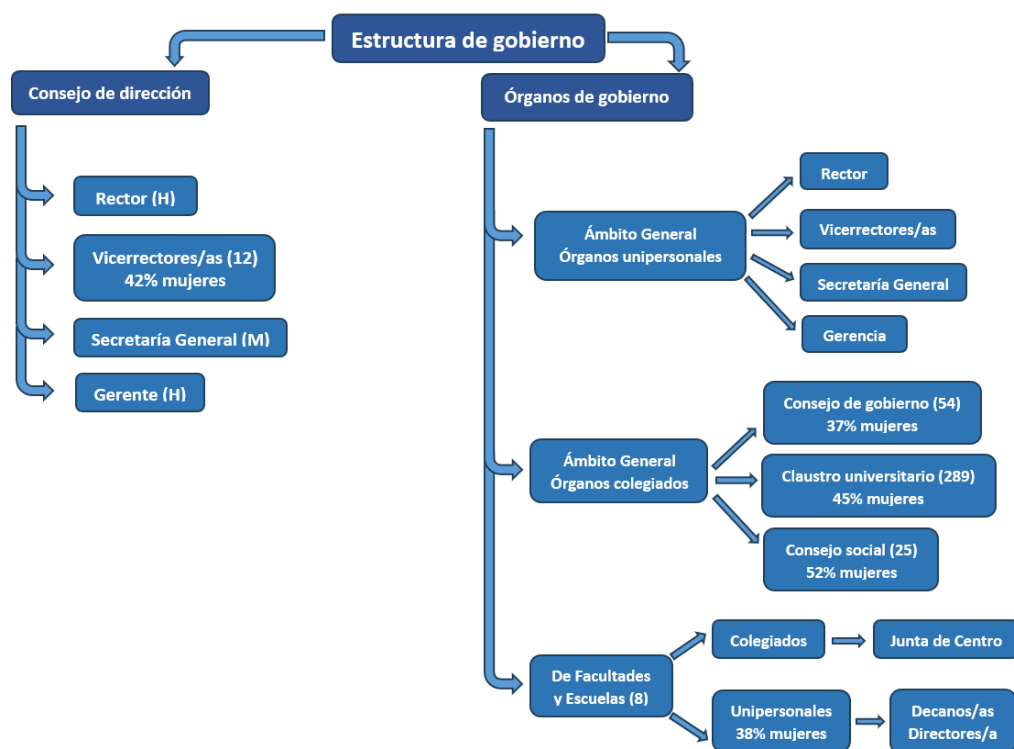 Estructura de gobierno
Consejo de dirección
Rector (H)
Vicerrectores/as (12)
42% mujeres
Secretaría General (M)
Gerente (H)
Órganos de gobierno
Ámbito General
Órganos unipersonales
Rector
Vicerrectores/as
Secretaría General
Gerencia
Ámbito General
Órganos colegiados
Consejo de gobierno (54)
37% mujeres
Claustro universitario (289)
45% mujeres
Consejo social (25)
52% mujeres
De Facultades
y Escuelas (8)
Colegiados
Junta de Centro
Unipersonales
38% mujeres
Decanos/as
Directores/a